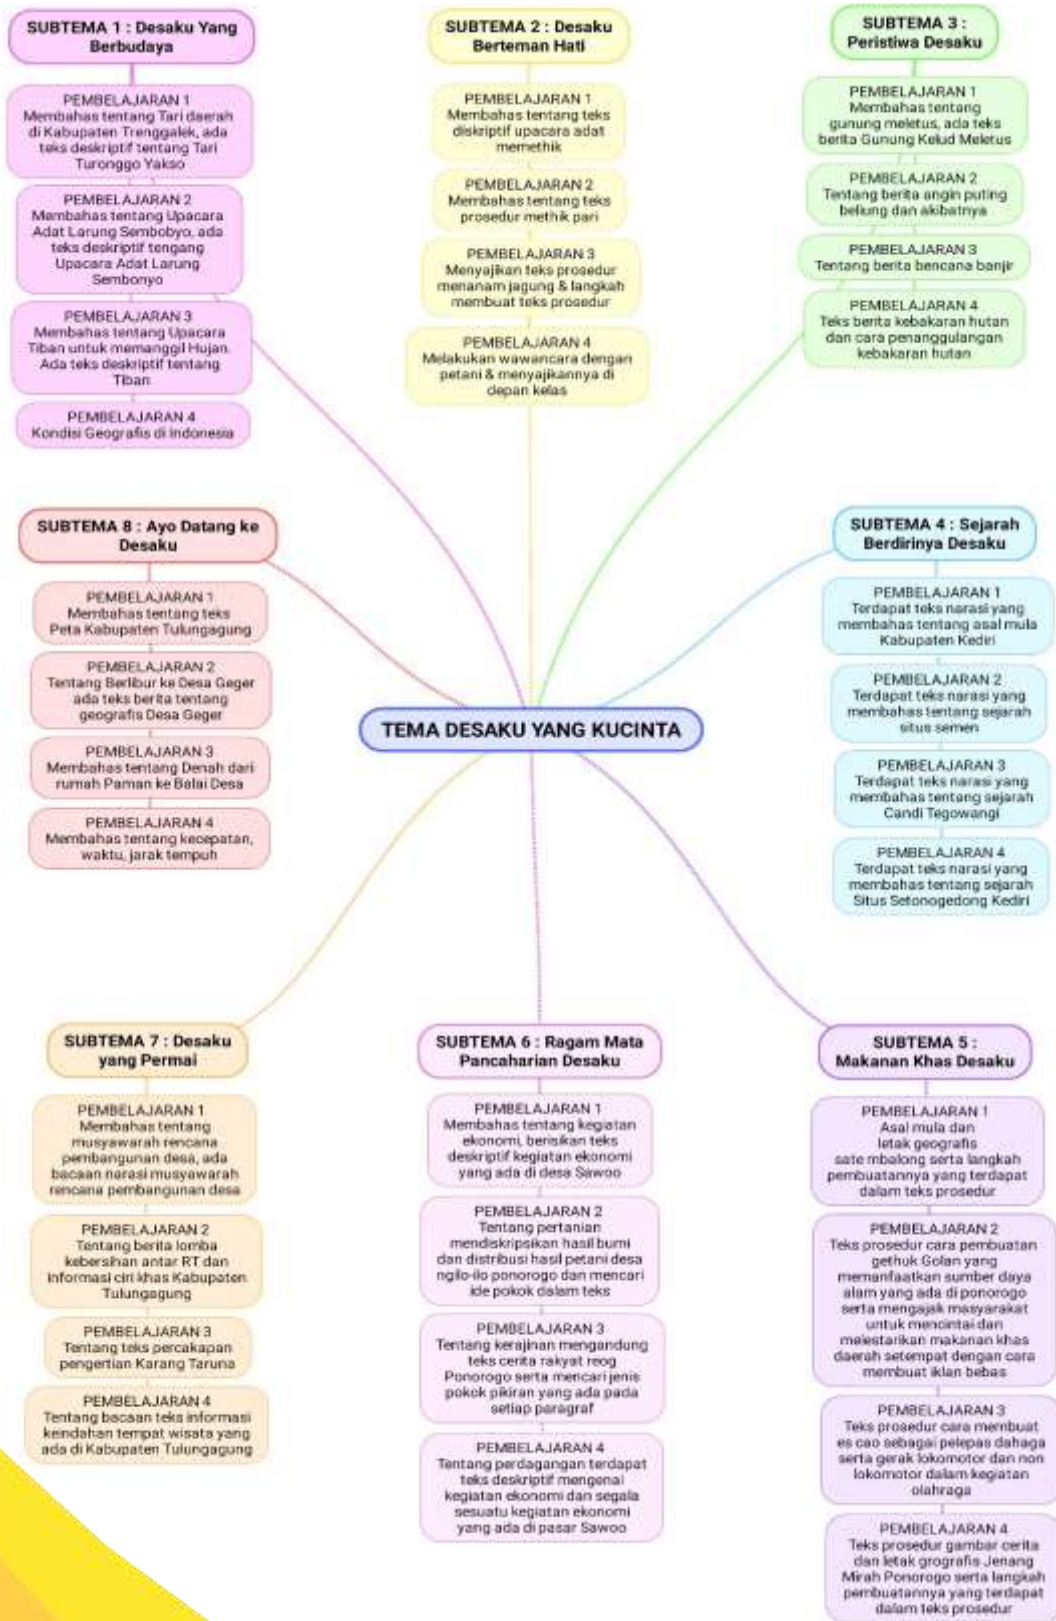 SUBTEMA 1 : Desaku Yang
Berbudaya
PEMBELAJARAN 1
Membahas tentang Tari daerah
di Kabupaten Trenggalek, ada
teks deskriptif tentang Tari
Turonggo Yakso
PEMBELAJARAN 2
Membahas tentang Upacara
Adat Larung Sembobyo, ada
teks deskriptif tengang
Upacara Adat Larung
Sembonyo
PEMBELAJARAN 3
Membahas tentang Upacara
Tiban untuk memanggil Hujan.
Ada teks deskriptif tentang
Tiban
PEMBELAJARAN 4
Kondisi Geografis di Indonesia
SUBTEMA 2 : Desaku
Berteman Hati
PEMBELAJARAN 1
Membahas tentang teks
diskriptif upacara adat
memethik
PEMBELAJARAN 2
Membahas tentang teks
prosedur methik pari
PEMBELAJARAN 3
Menyajikan teks prosedur
menanam jagung & langkah
membuat teks prosedur
PEMBELAJARAN 4
Melakukan wawancara dengan
petani & menyajikannya di
depan kelas
SUBTEMA 3 :
Peristiwa Desaku
PEMBELAJARAN 1
Membahas tentang
gunung meletus, ada teks
berita Gunung Kelud Meletus
PEMBELAJARAN 2
Tentang berita angin puting
beliung dan akibatnya
PEMBELAJARAN 3
Tentang berita bencana banjir
PEMBELAJARAN 4
Teks berita kebakaran hutan
dan cara penanggulangan
kebakaran hutan
SUBTEMA 8 : Ayo Datang ke
Desaku
PEMBELAJARAN 1
Membahas tentang teks
Peta Kabupaten Tulungagung
PEMBELAJARAN 2
Tentang Berlibur ke Desa Geger
ada teks berita tentang
geografis Desa Geger
PEMBELAJARAN 3
Membahas tentang Denah dari
rumah Paman ke Balai Desa
PEMBELAJARAN 4
Membahas tentang kecepatan,
waktu, jarak tempuh
TEMA DESAKU YANG KUCINTA
SUBTEMA 4 : Sejarah
Berdirinya Desaku
PEMBELAJARAN 1
Terdapat teks narasi yang
membahas tentang asal mula
Kabupaten Kediri
PEMBELAJARAN 2
Terdapat teks narasi yang
membahas tentang sejarah
situs semen
PEMBELAJARAN 3
Terdapat teks narasi yang
membahas tentang sejarah
Candi Tegowangi
PEMBELAJARAN 4
Terdapat teks narasi yang
membahas tentang sejarah
Situs Setonogedong Kediri
SUBTEMA 7 : Desaku
yang Permai
PEMBELAJARAN 1
Membahas tentang
musyawarah rencana
pembangunan desa, ada
bacaan narasi musyawarah
rencana pembangunan desa
PEMBELAJARAN 2
Tentang berita lomba
kebersihan antar RT dan
informasi ciri khas Kabupaten
Tulungagung
PEMBELAJARAN 3
Tentang teks percakapan
pengertian Karang Taruna
PEMBELAJARAN 4
Tentang bacaan teks informasi
keindahan tempat wisata yang
ada di Kabupaten Tulungagung
SUBTEMA 6 : Ragam Mata
Pancaharian Desaku
PEMBELAJARAN 1
Membahas tentang kegiatan
ekonomi, berisikan teks
deskriptif kegiatan ekonomi
yang ada di desa Sawoo
PEMBELAJARAN 2
Tentang pertanian
mendiskripsikan hasil bumi
dan distribusi hasil petani desa
ngilo-ilo ponorogo dan mencari
ide pokok dalam teks
PEMBELAJARAN 3
Tentang kerajinan mengandung
teks cerita rakyat reog
Ponorogo serta mencari jenis
pokok pikiran yang ada pada
setiap paragraf
PEMBELAJARAN 4
Tentang perdagangan terdapat
teks deskriptif mengenai
kegiatan ekonomi dan segala
sesuatu kegiatan ekonomi
yang ada di pasar Sawoo
SUBTEMA 5 :
Makanan Khas Desaku
PEMBELAJARAN 1
Asal mula dan
letak geografis
sate mbalong serta langkah
pembuatannya yang terdapat
dalam teks prosedur
PEMBELAJARAN 2
Teks prosedur cara pembuatan
gethuk Golan yang
memanfaatkan sumber daya
alam yang ada di ponorogo
serta mengajak masyarakat
untuk mencintai dan
melestarikan makanan khas
daerah setempat dengan cara
membuat iklan bebas
PEMBELAJARAN 3
Teks prosedur cara membuat
es cao sebagai pelepas dahaga
serta gerak lokomotor dan non
lokomotor dalam kegiatan
olahraga
PEMBELAJARAN 4
Teks prosedur gambar cerita
dan letak grografis Jenang
Mirah Ponorogo serta langkah
pembuatannya yang terdapat
dalam teks prosedur